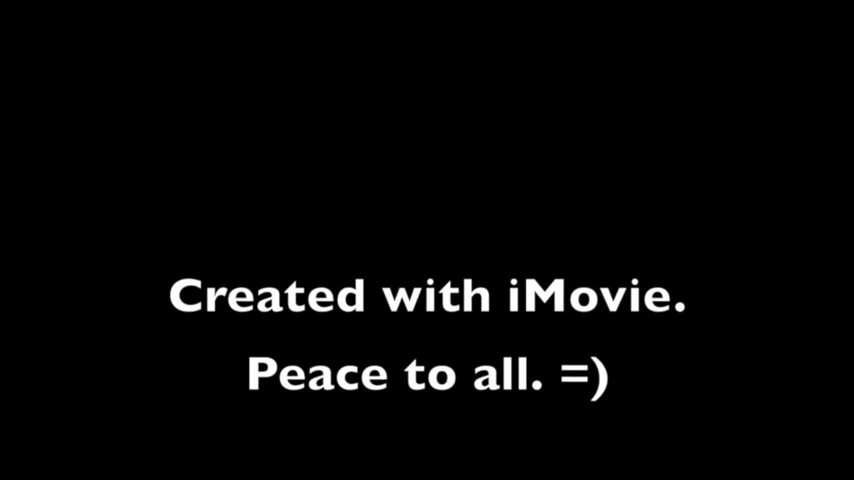 Created with iMovie.
Peace to all. =)